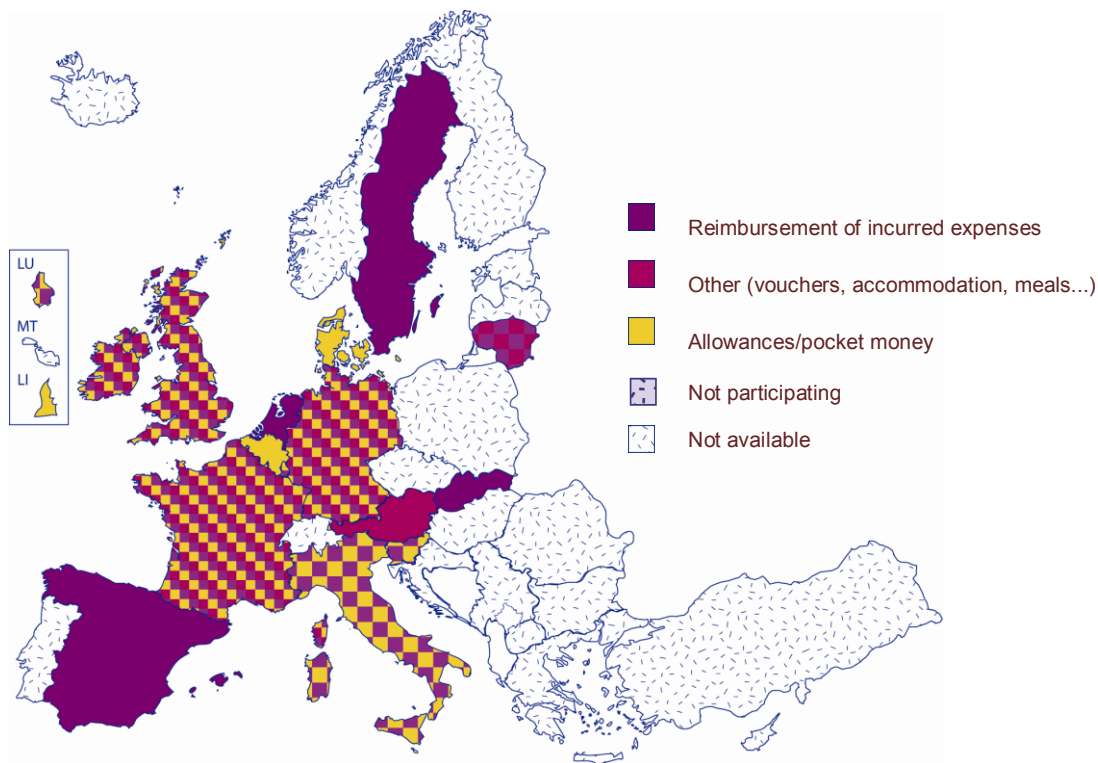 Reimbursement of incurred expenses
Other (vouchers, accommodation, meals...)
Allowances/pocket money
Not participating
Not available
LU
MT
LI